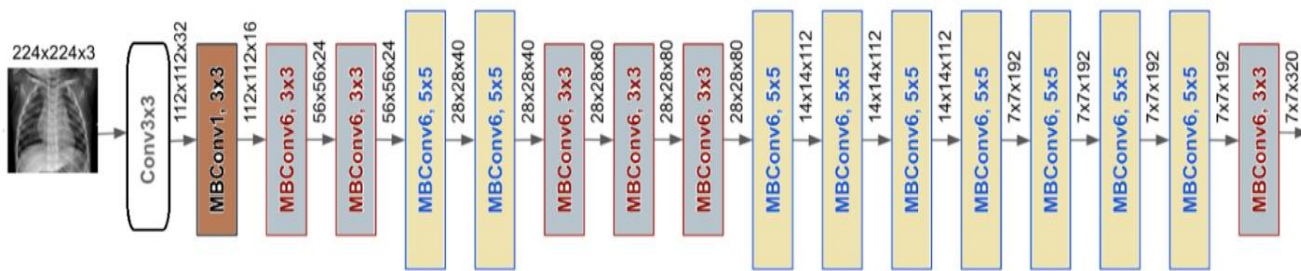 224x224x3
Conv3x3
112x112x32
MBConv1, 3x3
112x112x16
MBConv6, 3x3
56x56x24
MBConv6, 3x3
56x56x24
MBConv6, 5x5
28x28x40
MBConv6, 5x5
28x28x40
MBConv6, 3x3
28x28x80
MBConv6, 3x3
28x28x80
MBConv6, 3x3
28x28x80
MBConv6, 5x5
14x14x112
MBConv6, 5x5
14x14x112
MBConv6, 5x5
14x14x112
MBConv6, 5x5
7x7x192
MBConv6, 5x5
7x7x192
MBConv6, 5x5
7x7x192
MBConv6, 5x5
7x7x192
MBConv6, 3x3
7x7x320